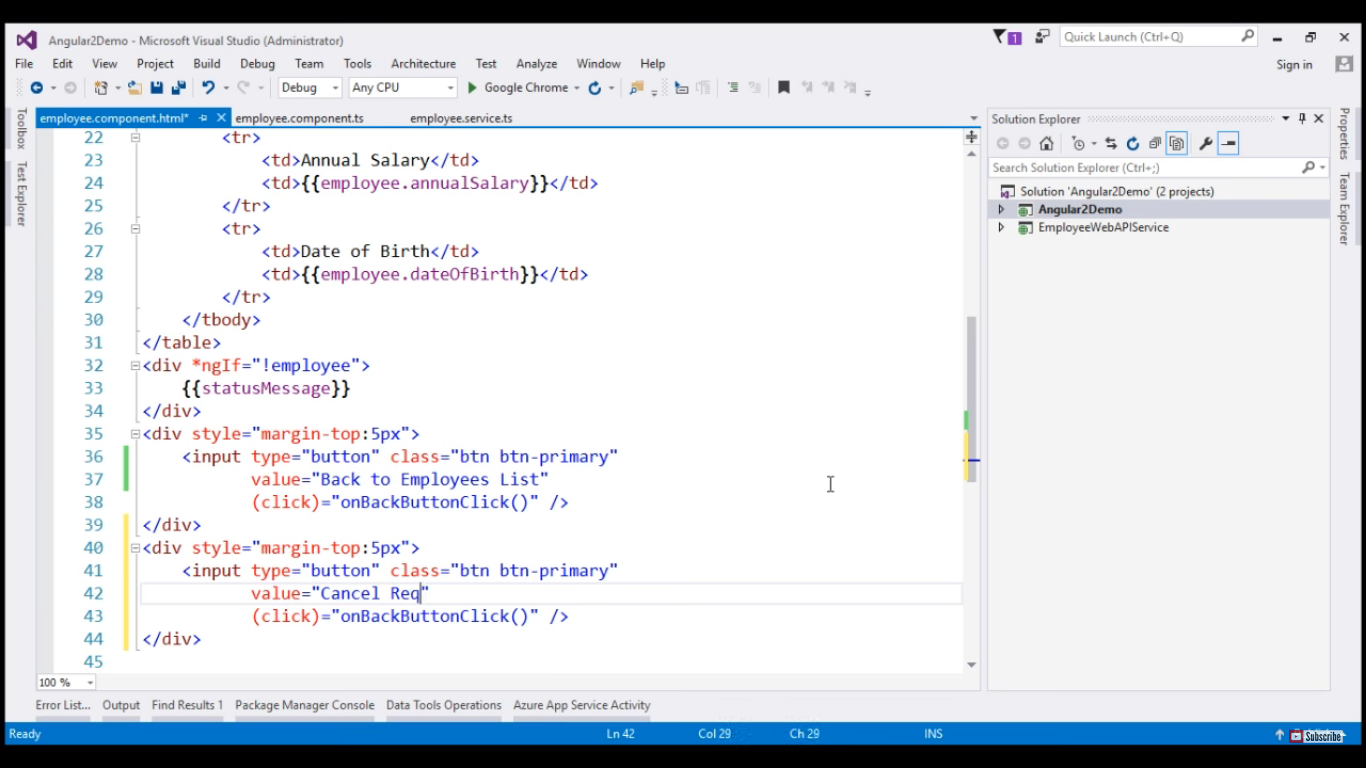 Angular2Demo - Microsoft Visual Studio (Administrator)
1
Quick Launch (Ctrl+Q)
File Edit View Project Build Debug Team Tools Architecture Test Analyze Window Help
Sign in
Debug Any CPU Google Chrome
employee.component.html* employee.component.ts employee.service.ts
Solution Explorer
Search Solution Explorer (Ctrl+;)
Solution 'Angular2Demo' (2 projects)
Angular2Demo
EmployeeWebAPIService
Toolbox
Test Explorer
Properties
Team Explorer
22 <tr>
23 <td>Annual Salary</td>
24 <td>{{employee.annualSalary}}</td>
25 </tr>
26 <tr>
27 <td>Date of Birth</td>
28 <td>{{employee.dateOfBirth}}</td>
29 </tr>
30 </tbody>
31 </table>
32 <div *ngIf="!employee">
33 {{statusMessage}}
34 </div>
35 <div style="margin-top:5px">
36 <input type="button" class="btn btn-primary"
37 value="Back to Employees List"
38 (click)="onBackButtonClick()" />
39 </div>
40 <div style="margin-top:5px">
41 <input type="button" class="btn btn-primary"
42 value="Cancel Req"
43 (click)="onBackButtonClick()" />
44 </div>
45
100 %
Error List... Output Find Results 1 Package Manager Console Data Tools Operations Azure App Service Activity
Ready Ln 42 Col 29 Ch 29 INS
Subscribe